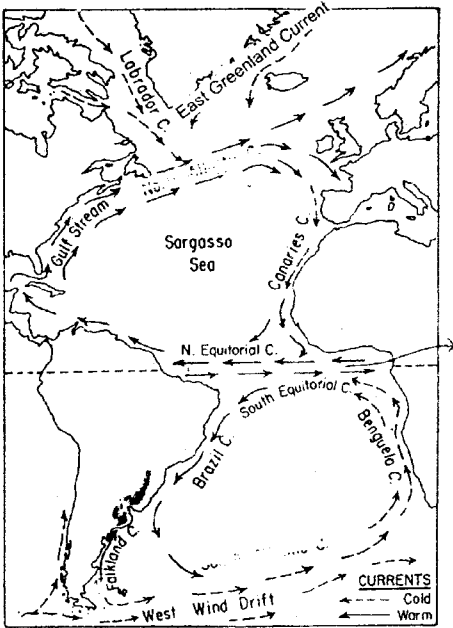 Labrador C.
East Greenland Current
Gulf Stream
Sargasso
Sea
Canaries C.
N. Equitorial C.
South Equitorial C.
Brazil C.
Benguela C.
Falkland C.
West Wind Drift
CURRENTS
Cold
Warm